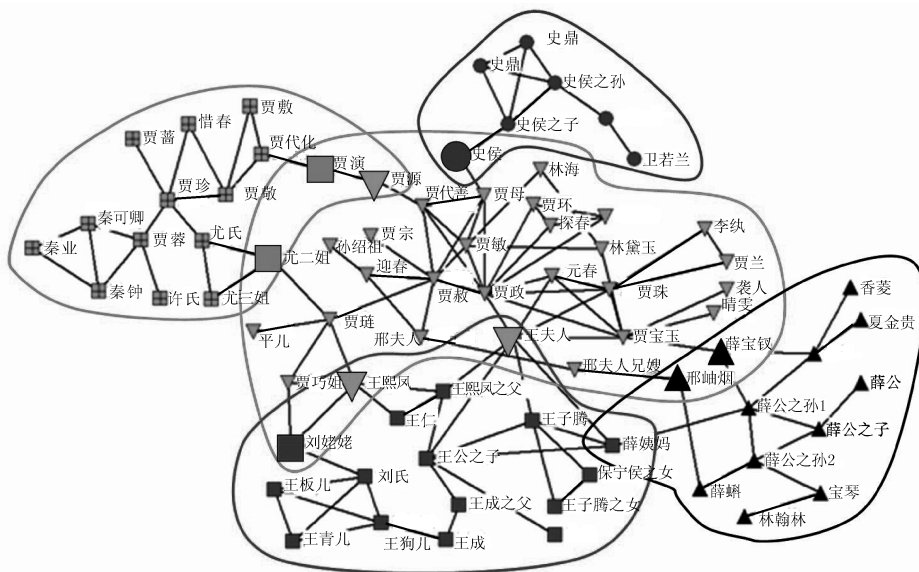 史鼎
史鼎
史侯之孙
贾敷
惜春
贾蔷
贾代化
史侯之子
史侯
卫若兰
贾演
贾源
林海
贾珍
贾敬
贾代善
贾母
贾环
探春
李纨
秦可卿
尤氏
贾宗
孙绍祖
贾敏
林黛玉
秦业
贾蓉
尤二姐
迎春
元春
贾兰
贾赦
贾政
贾珠
袭人
香菱
秦钟
许氏
尤三姐
晴雯
夏金贵
贾琏
平儿
邢夫人
王夫人
贾宝玉
薛宝钗
邢夫人兄嫂
邢岫烟
薛公
贾巧姐
王熙凤
王熙凤之父
王仁
王子腾
薛公之孙1
薛公之子
刘姥姥
薛姨妈
王公之子
薛公之孙2
刘氏
保宁侯之女
王板儿
薛蝌
宝琴
王成之父
王子腾之女
林翰林
王青儿
王狗儿
王成